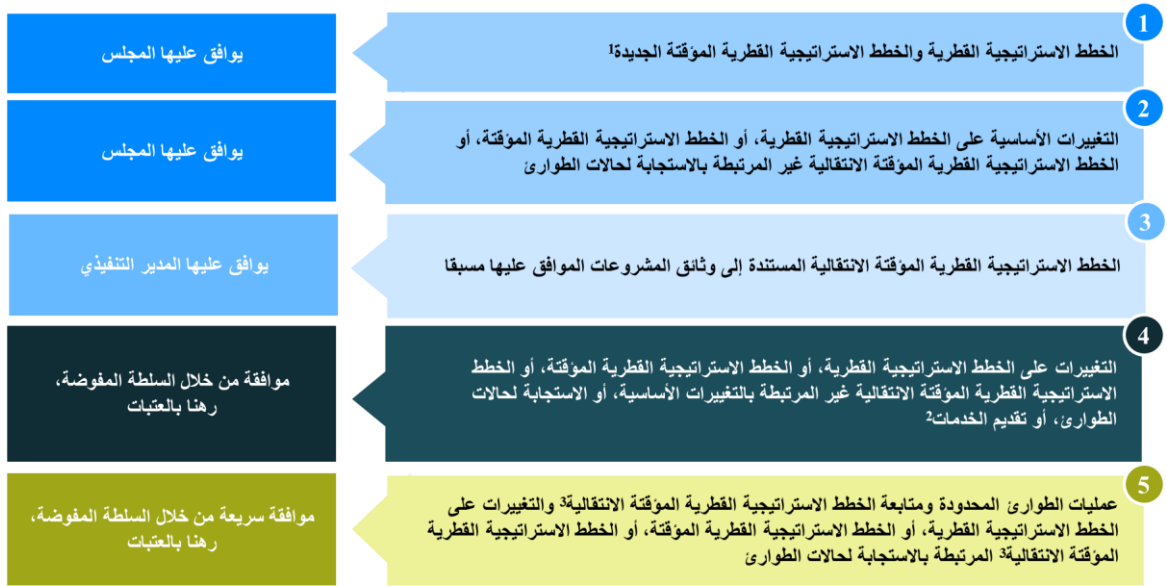 1
الخطط الاستراتيجية القطرية والخطط الاستراتيجية القطرية المؤقتة الجديدة¹
يوافق عليها المجلس
2
التغييرات الأساسية على الخطط الاستراتيجية القطرية، أو الخطط الاستراتيجية القطرية المؤقتة، أو
الخطط الاستراتيجية القطرية المؤقتة الانتقالية غير المرتبطة بالاستجابة لحالات الطوارئ
يوافق عليها المجلس
3
الخطط الاستراتيجية القطرية المؤقتة الانتقالية المستندة إلى وثائق المشروعات الموافق عليها مسبقا
يوافق عليها المدير التنفيذي
4
التغييرات على الخطط الاستراتيجية القطرية، أو الخطط الاستراتيجية القطرية المؤقتة، أو الخطط
الاستراتيجية القطرية المؤقتة الانتقالية غير المرتبطة بالتغييرات الأساسية، أو الاستجابة لحالات
الطوارئ، أو تقديم الخدمات²
موافقة من خلال السلطة المفوضة،
رهنا بالعتبات
5
عمليات الطوارئ المحدودة ومتابعة الخطط الاستراتيجية القطرية المؤقتة الانتقالية³ والتغييرات على
الخطط الاستراتيجية القطرية، أو الخطط الاستراتيجية القطرية المؤقتة، أو الخطط الاستراتيجية القطرية
المؤقتة الانتقالية³ المرتبطة بالاستجابة لحالات الطوارئ
موافقة سريعة من خلال السلطة المفوضة،
رهنا بالعتبات